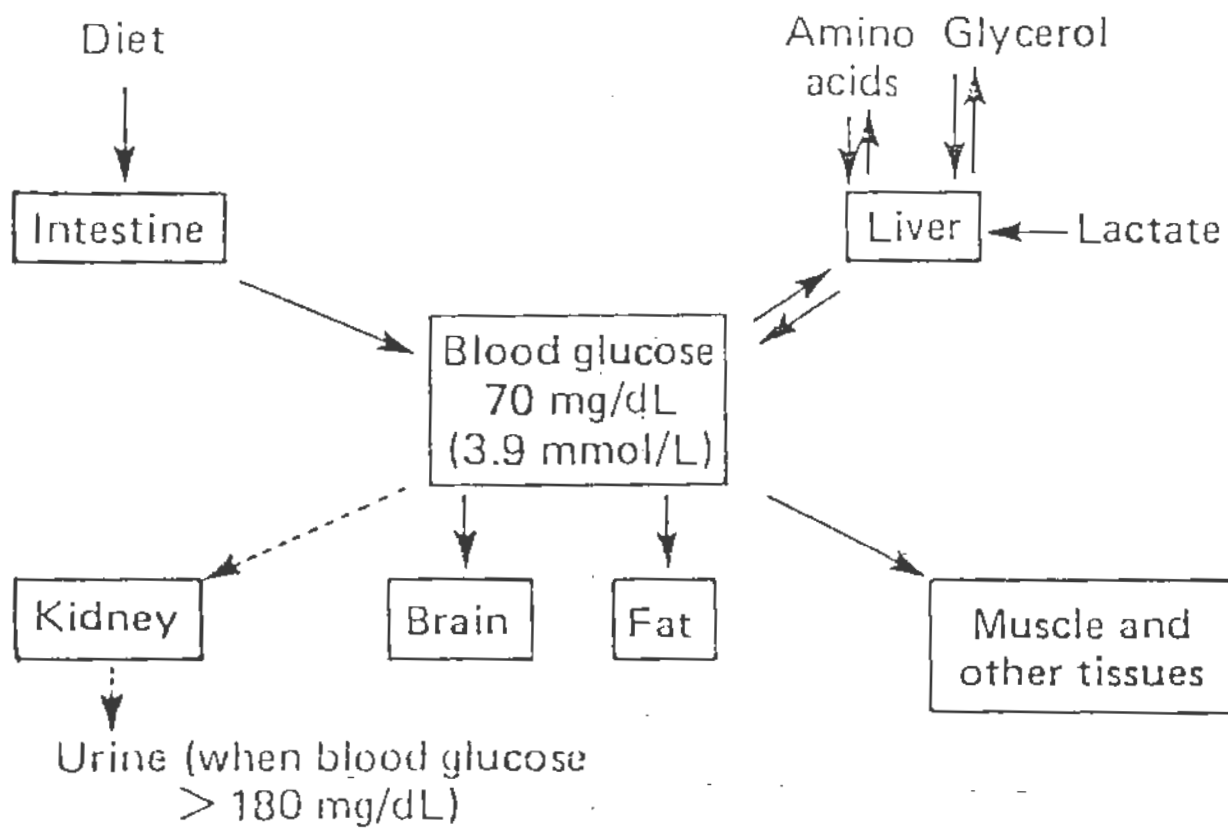 Diet
Amino Glycerol
acids
Intestine
Liver
Lactate
Blood glucose
70 mg/dL
(3.9 mmol/L)
Kidney
Brain
Fat
Muscle and
other tissues
Urine (when blood glucose
> 180 mg/dL)